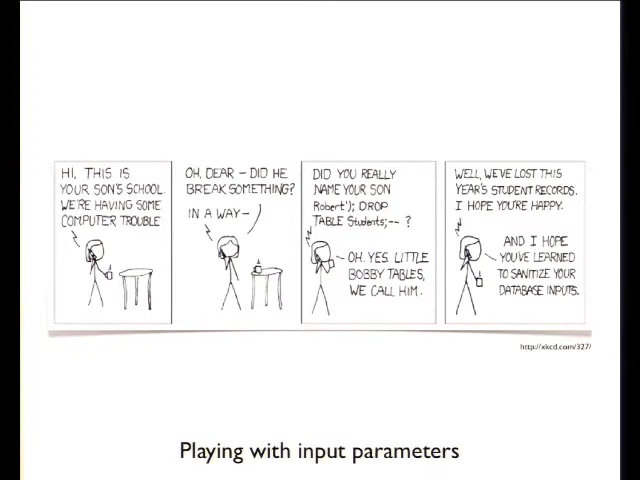 HI, THIS IS
YOUR SON'S SCHOOL.
WE'RE HAVING SOME
COMPUTER TROUBLE
OH, DEAR – DID HE
BREAK SOMETHING?
IN A WAY–
DID YOU REALLY
NAME YOUR SON
Robert'); DROP
TABLE Students;-- ?
OH. YES. LITTLE
BOBBY TABLES,
WE CALL HIM.
WELL, WE'VE LOST THIS
YEAR'S STUDENT RECORDS.
I HOPE YOU'RE HAPPY.
AND I HOPE
YOU'VE LEARNED
TO SANITIZE YOUR
DATABASE INPUTS.
http://xkcd.com/327/
Playing with input parameters